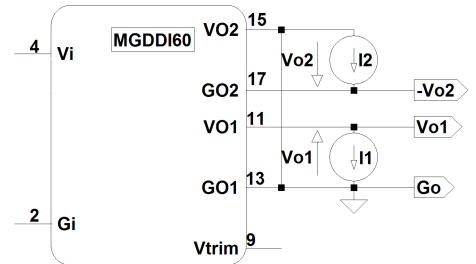 15
VO2
MGDDI60
4
Vi
Vo2
I2
17
GO2
-Vo2
11
VO1
Vo1
Vo1
I1
13
GO1
Go
2
Gi
9
Vtrim